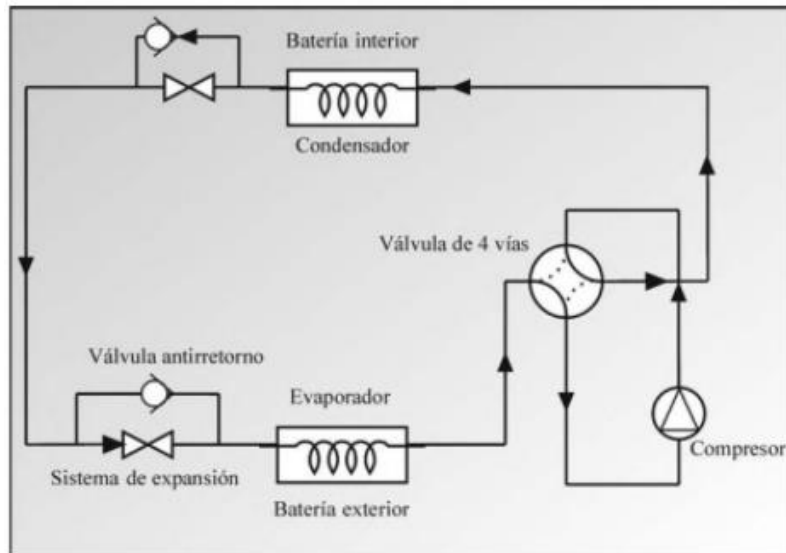 Batería interior
Condensador
Válvula de 4 vías
Válvula antirretorno
Evaporador
Compresor
Sistema de expansión
Batería exterior